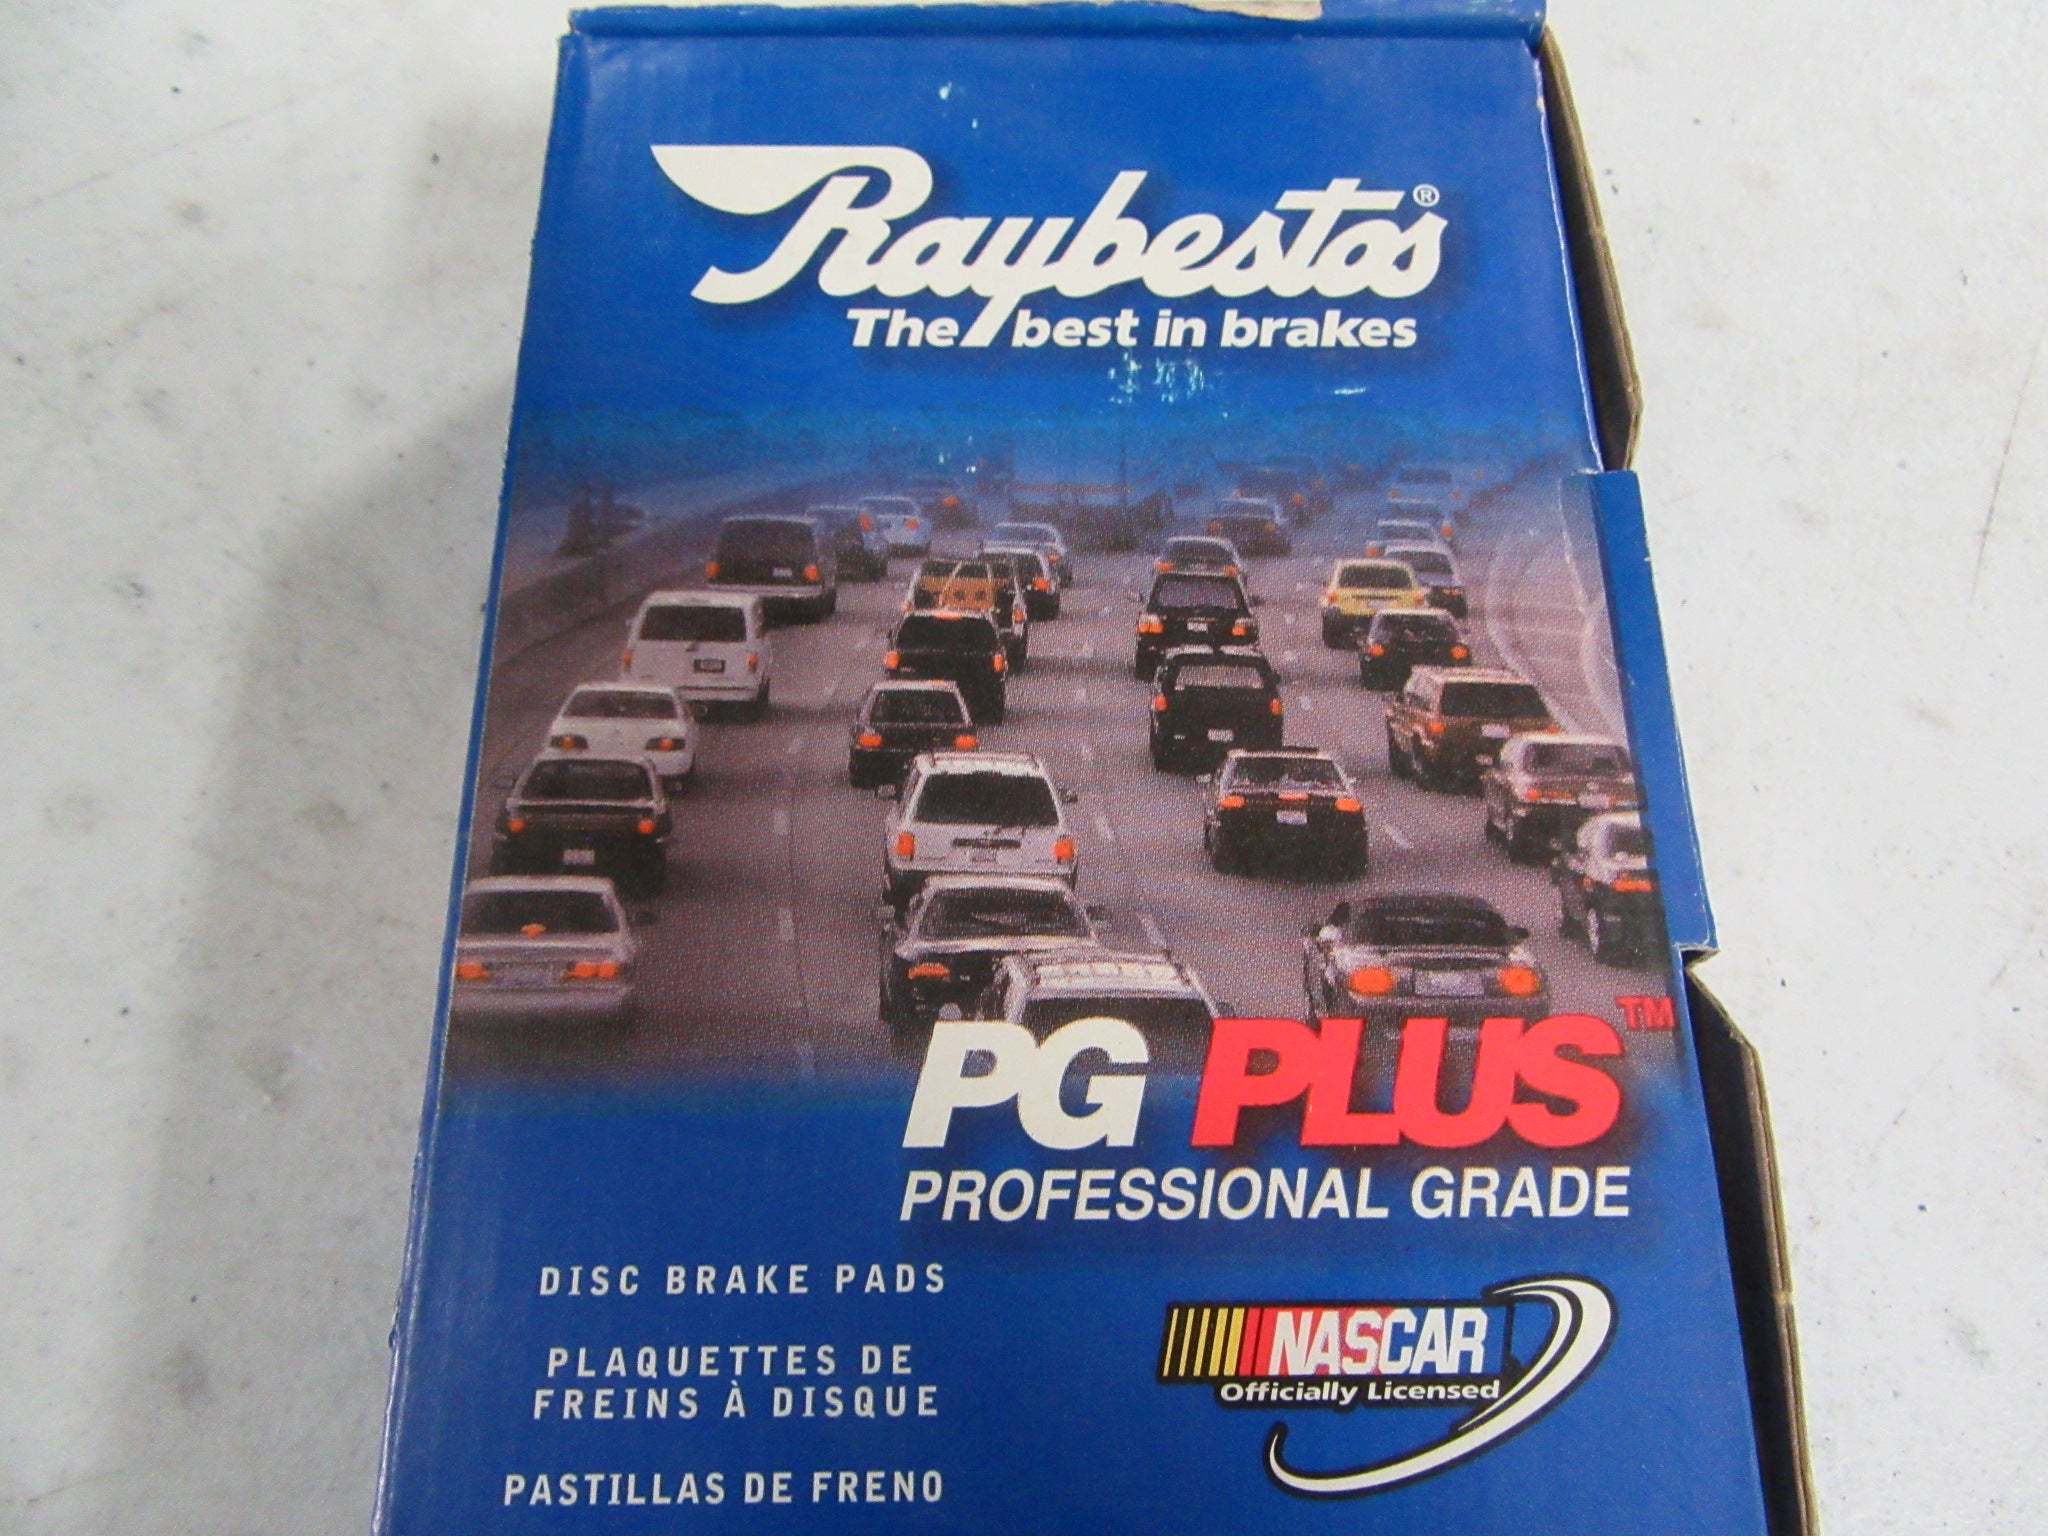 Raybestos®
The best in brakes
PG PLUS™
PROFESSIONAL GRADE
DISC BRAKE PADS
PLAQUETTES DE
FREINS À DISQUE
PASTILLAS DE FRENO
NASCAR
Officially Licensed